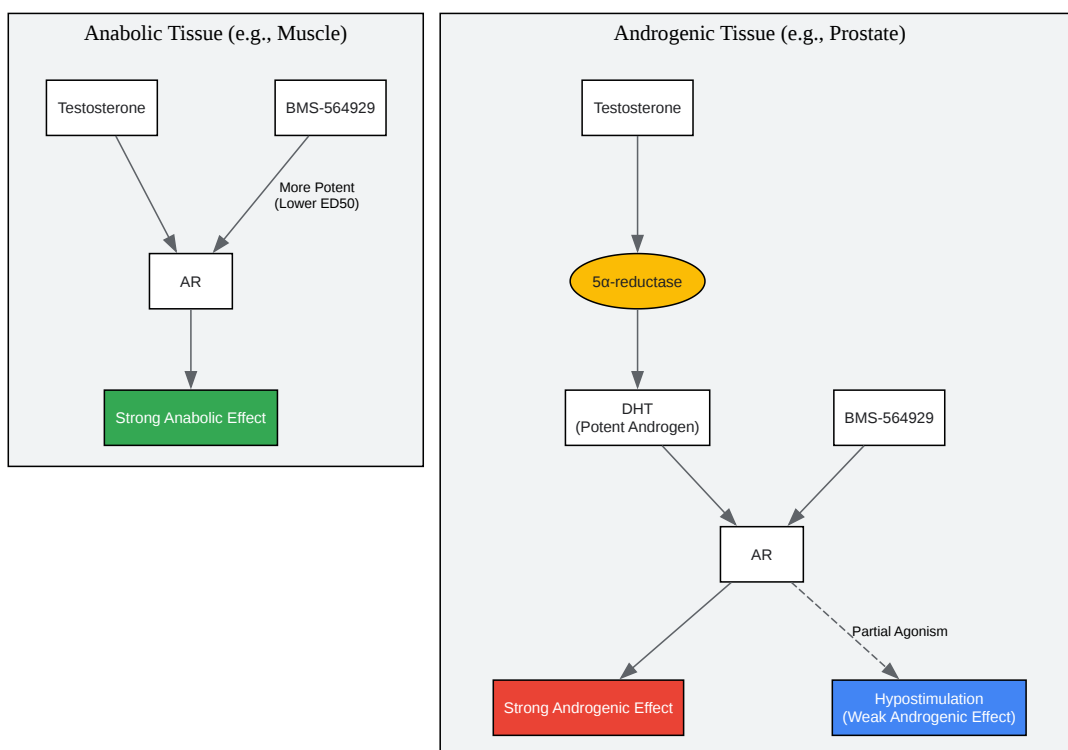 Anabolic Tissue (e.g., Muscle)
Testosterone
BMS-564929
More Potent
(Lower ED50)
AR
Strong Anabolic Effect
Androgenic Tissue (e.g., Prostate)
Testosterone
5α-reductase
DHT
(Potent Androgen)
BMS-564929
AR
Partial Agonism
Strong Androgenic Effect
Hypostimulation
(Weak Androgenic Effect)